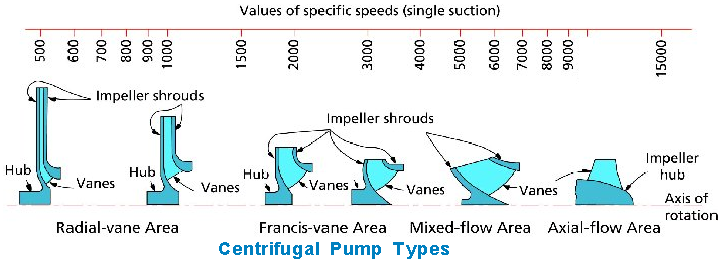 Values of specific speeds (single suction)
500
600
700
800
900
1000
1500
2000
3000
4000
5000
6000
7000
8000
9000
15000
Impeller shrouds
Impeller shrouds
Hub
Vanes
Hub
Vanes
Hub
Vanes
Vanes
Vanes
Impeller
hub
Axis of
rotation
Radial-vane Area
Francis-vane Area
Mixed-flow Area
Axial-flow Area
Centrifugal Pump Types